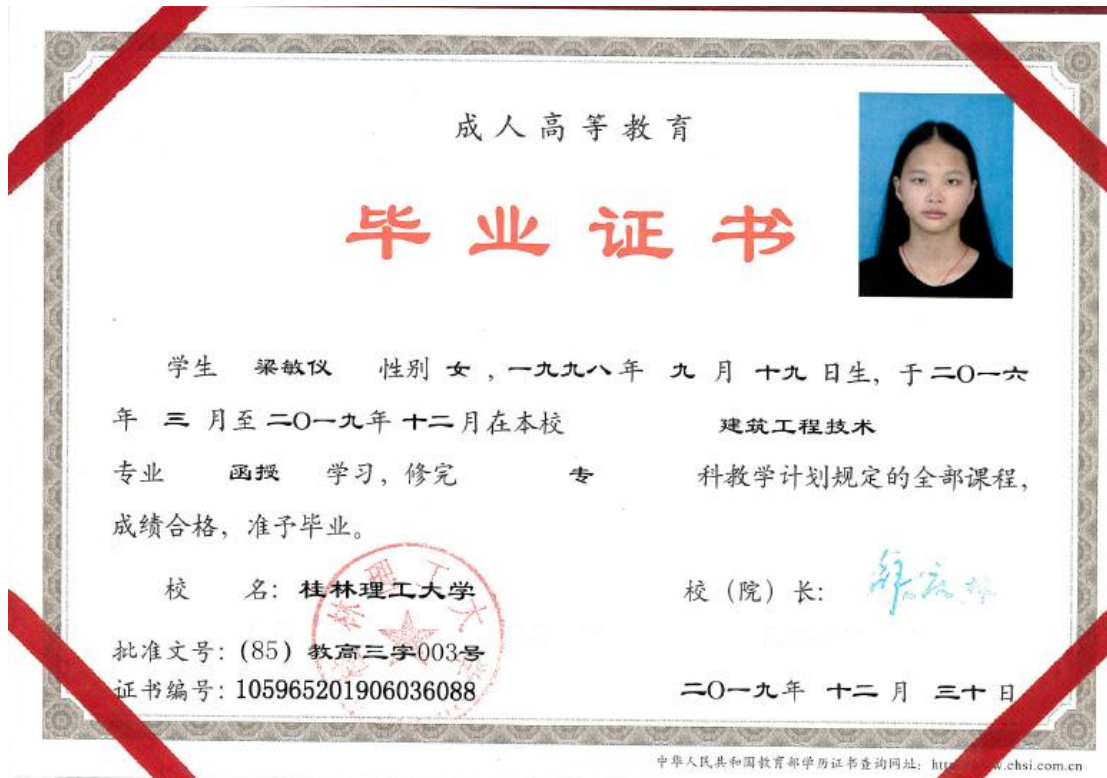 成人高等教育
毕业证书
学生 梁敏仪 性别 女 ,一九九八年 九 月 十九 日生, 于二O一六
年 三 月至二O一九年十二月在本校 建筑工程技术
专业 函授 学习, 修完 专 科教学计划规定的全部课程,
成绩合格, 准予毕业。
校 名: 桂林理工大学
校 (院) 长:
批准文号: (85) 教高三字003号
证书编号: 105965201906036088
二O一九年 十二 月 三十 日
中华人民共和国教育部学历证书查询网址: .chsi.com.cn